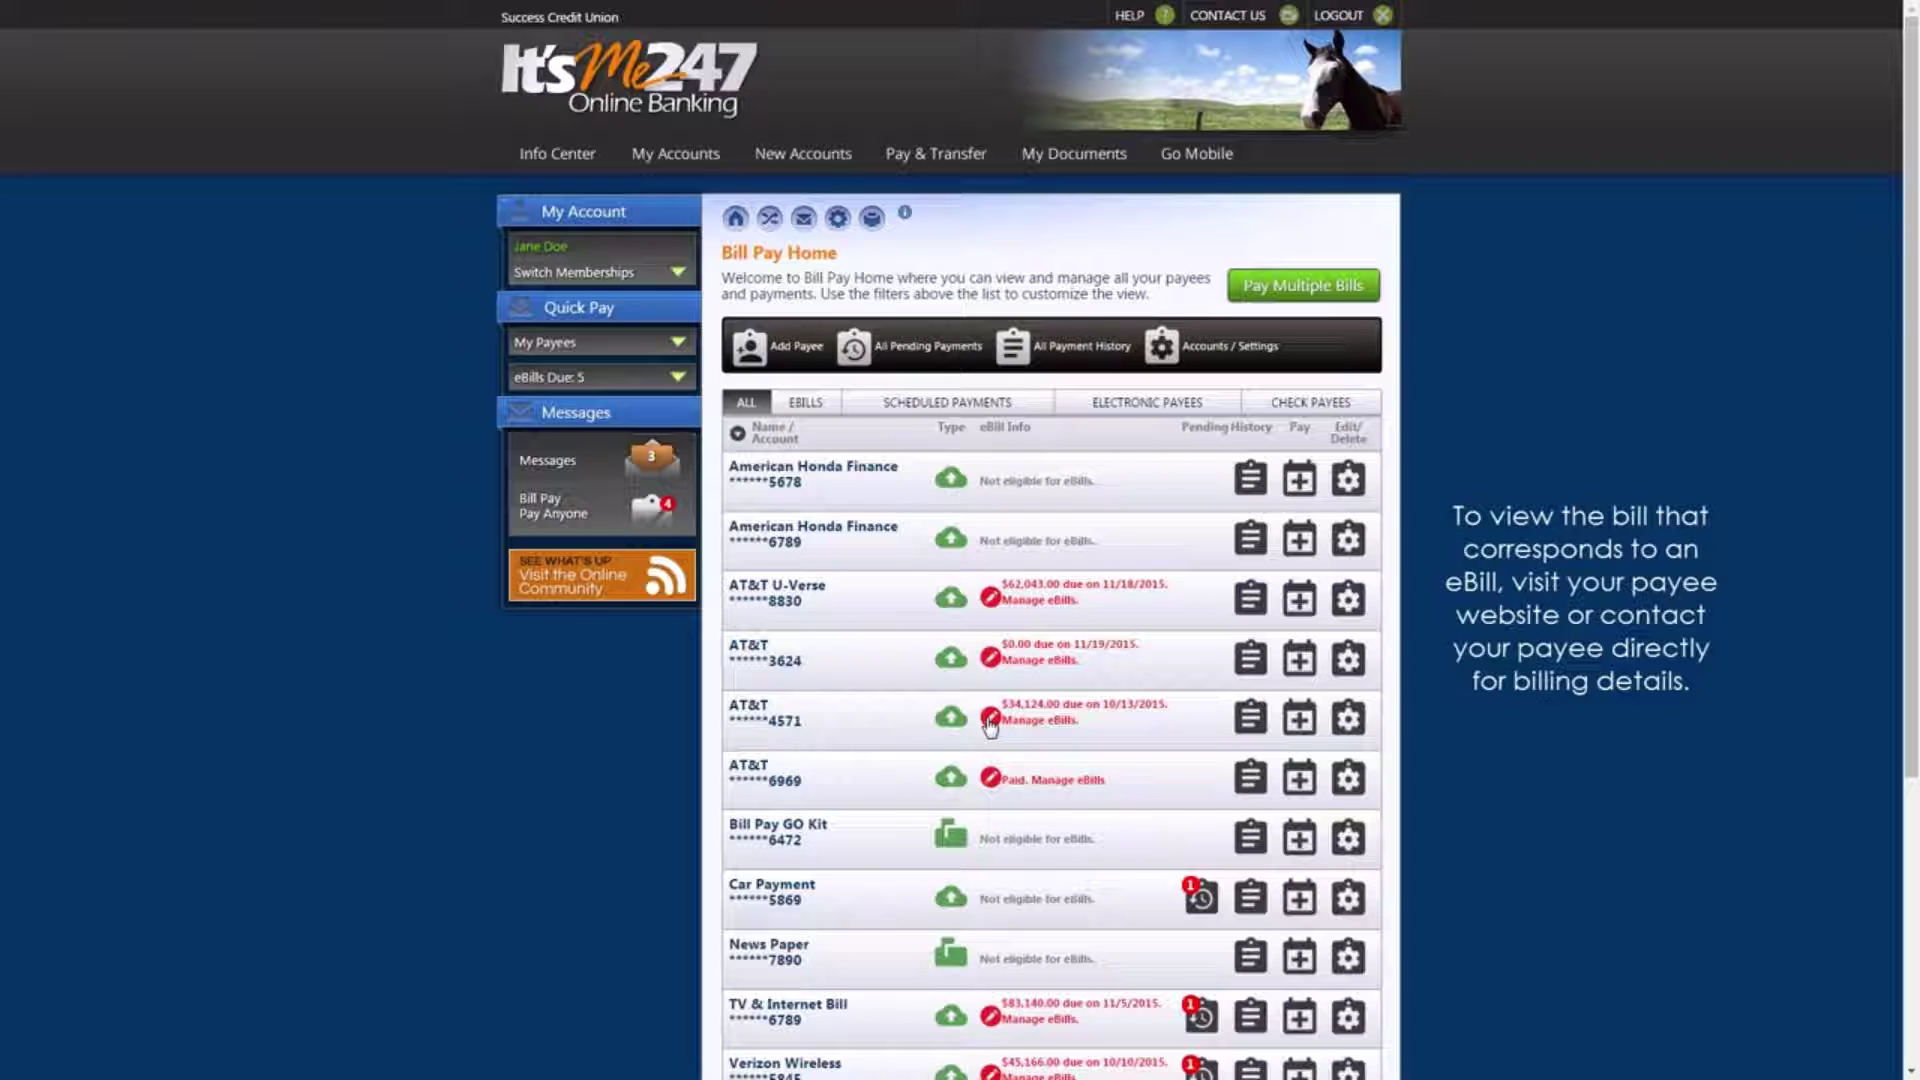 Success Credit Union
HELP ?
CONTACT US
LOGOUT
It's Me 247
Online Banking
Info Center
My Accounts
New Accounts
Pay & Transfer
My Documents
Go Mobile
My Account
Jane Doe
Switch Memberships
Quick Pay
My Payees
eBills Due: 5
Messages
Messages
3
Bill Pay
Pay Anyone
4
SEE WHAT'S UP
Visit the Online
Community
Bill Pay Home
Welcome to Bill Pay Home where you can view and manage all your payees
and payments. Use the filters above the list to customize the view.
Pay Multiple Bills
Add Payee
All Pending Payments
All Payment History
Accounts / Settings
ALL
EBILLS
SCHEDULED PAYMENTS
ELECTRONIC PAYEES
CHECK PAYEES
Name /
Account
Type
eBill Info
Pending
History
Pay
Edit/
Delete
American Honda Finance
******5678
Not eligible for eBills.
American Honda Finance
******6789
Not eligible for eBills.
AT&T U-Verse
******8830
$62,043.00 due on 11/18/2015.
Manage eBills.
AT&T
******3624
$0.00 due on 11/19/2015.
Manage eBills.
AT&T
******4571
$34,124.00 due on 10/13/2015.
Manage eBills.
AT&T
******6969
Paid. Manage eBills
Bill Pay GO Kit
******6472
Not eligible for eBills.
Car Payment
******5869
Not eligible for eBills.
1
News Paper
******7890
Not eligible for eBills.
TV & Internet Bill
******6789
$83,140.00 due on 11/5/2015.
Manage eBills.
1
Verizon Wireless
$45,166.00 due on 10/10/2015.
Manage eBills.
1
To view the bill that
corresponds to an
eBill, visit your payee
website or contact
your payee directly
for billing details.